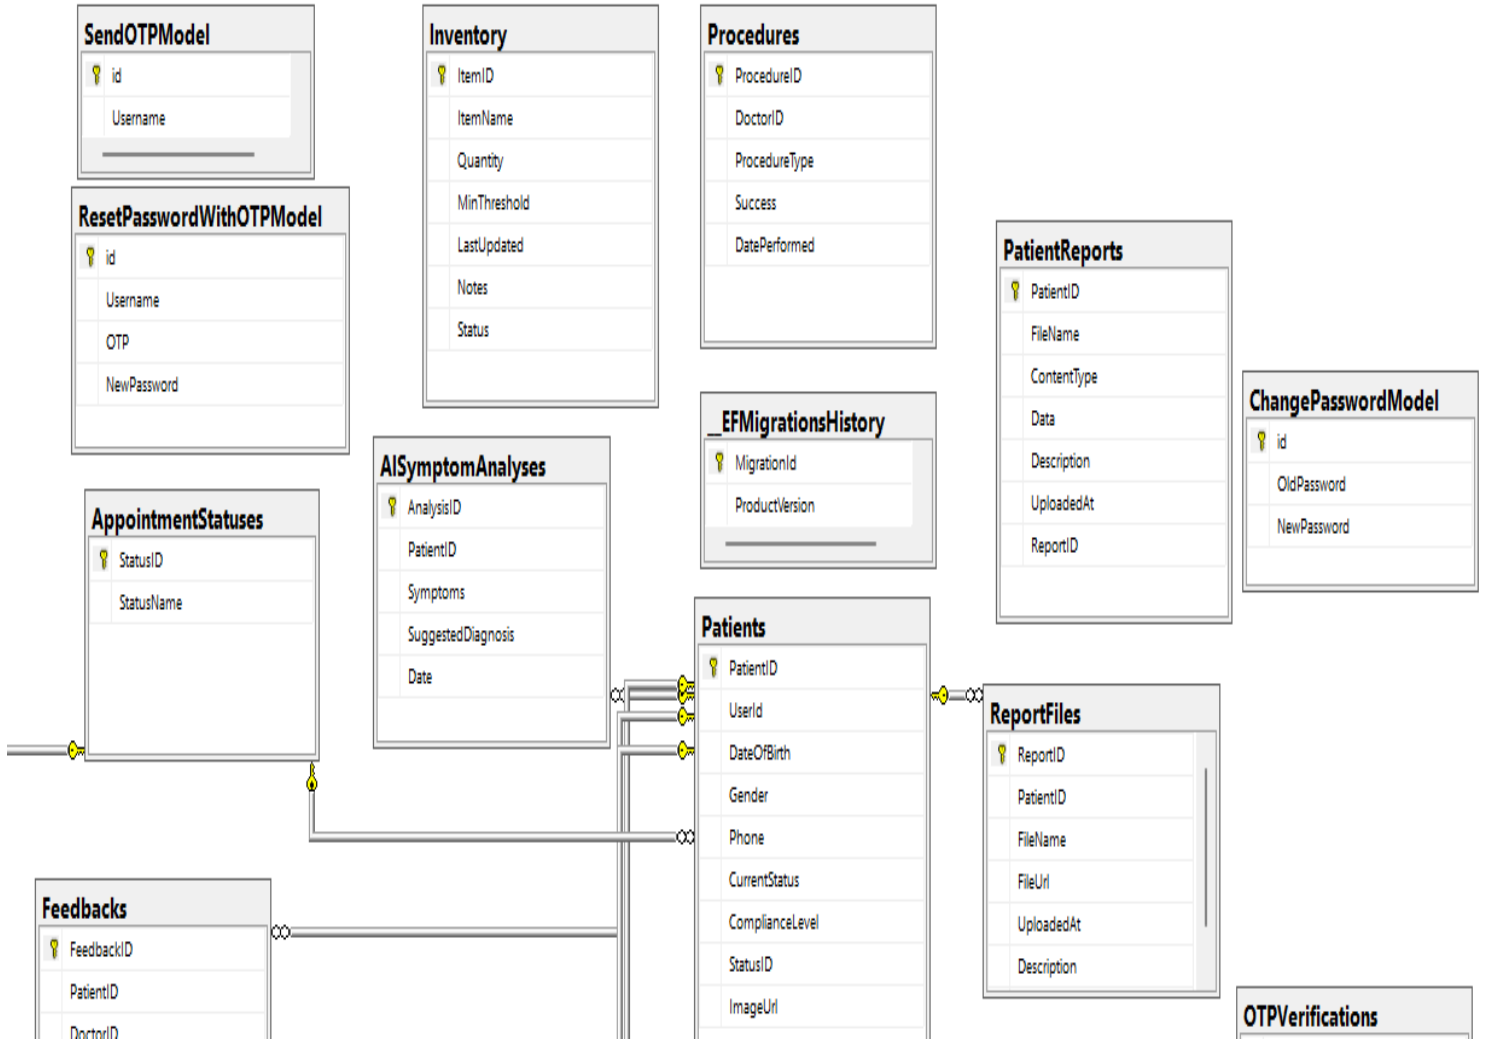 SendOTPModel
id
Username
ResetPasswordWithOTPModel
id
Username
OTP
NewPassword
AppointmentStatuses
StatusID
StatusName
Feedbacks
FeedbackID
PatientID
DoctorID
Inventory
ItemID
ItemName
Quantity
MinThreshold
LastUpdated
Notes
Status
AISymptomAnalyses
AnalysisID
PatientID
Symptoms
SuggestedDiagnosis
Date
Procedures
ProcedureID
DoctorID
ProcedureType
Success
DatePerformed
__EFMigrationsHistory
MigrationId
ProductVersion
Patients
PatientID
UserId
DateOfBirth
Gender
Phone
CurrentStatus
ComplianceLevel
StatusID
ImageUrl
PatientReports
PatientID
FileName
ContentType
Data
Description
UploadedAt
ReportID
ReportFiles
ReportID
PatientID
FileName
FileUrl
UploadedAt
Description
ChangePasswordModel
id
OldPassword
NewPassword
OTPVerifications